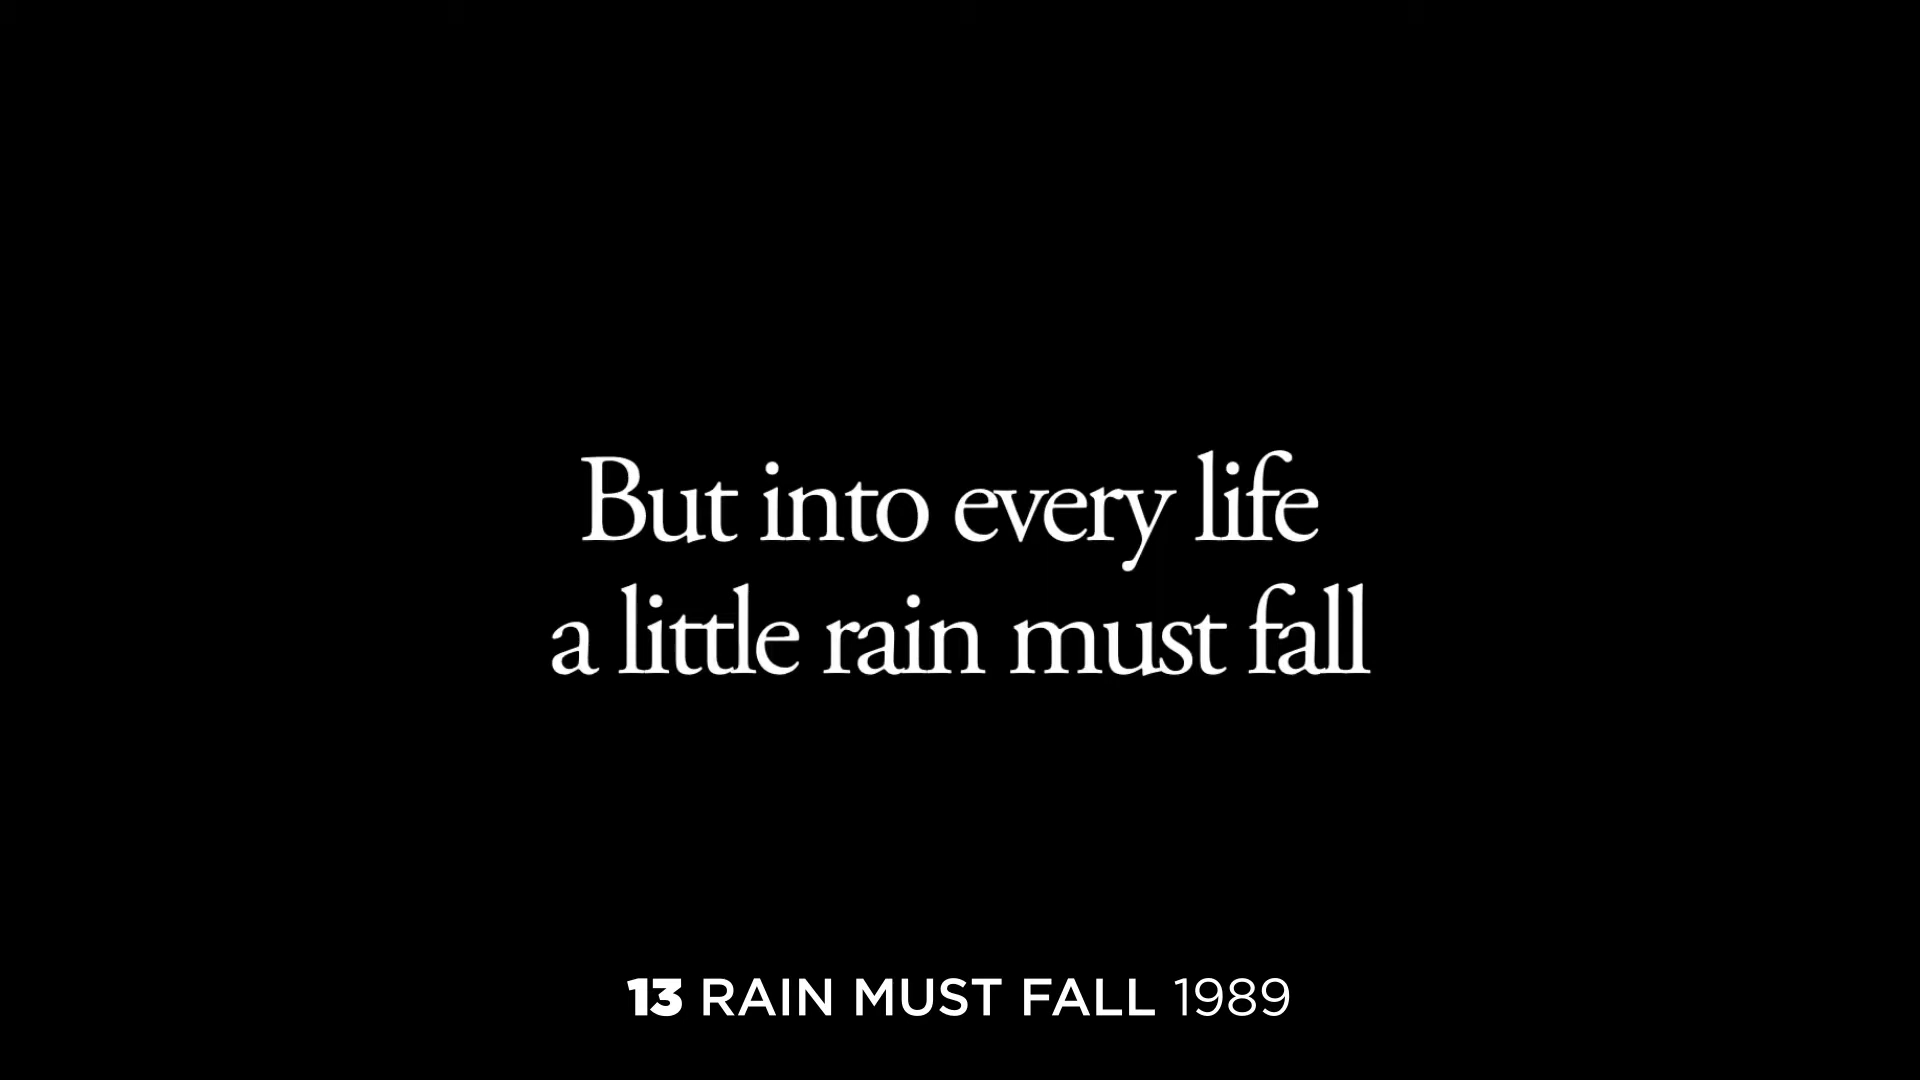 But into every life
a little rain must fall
13 RAIN MUST FALL 1989